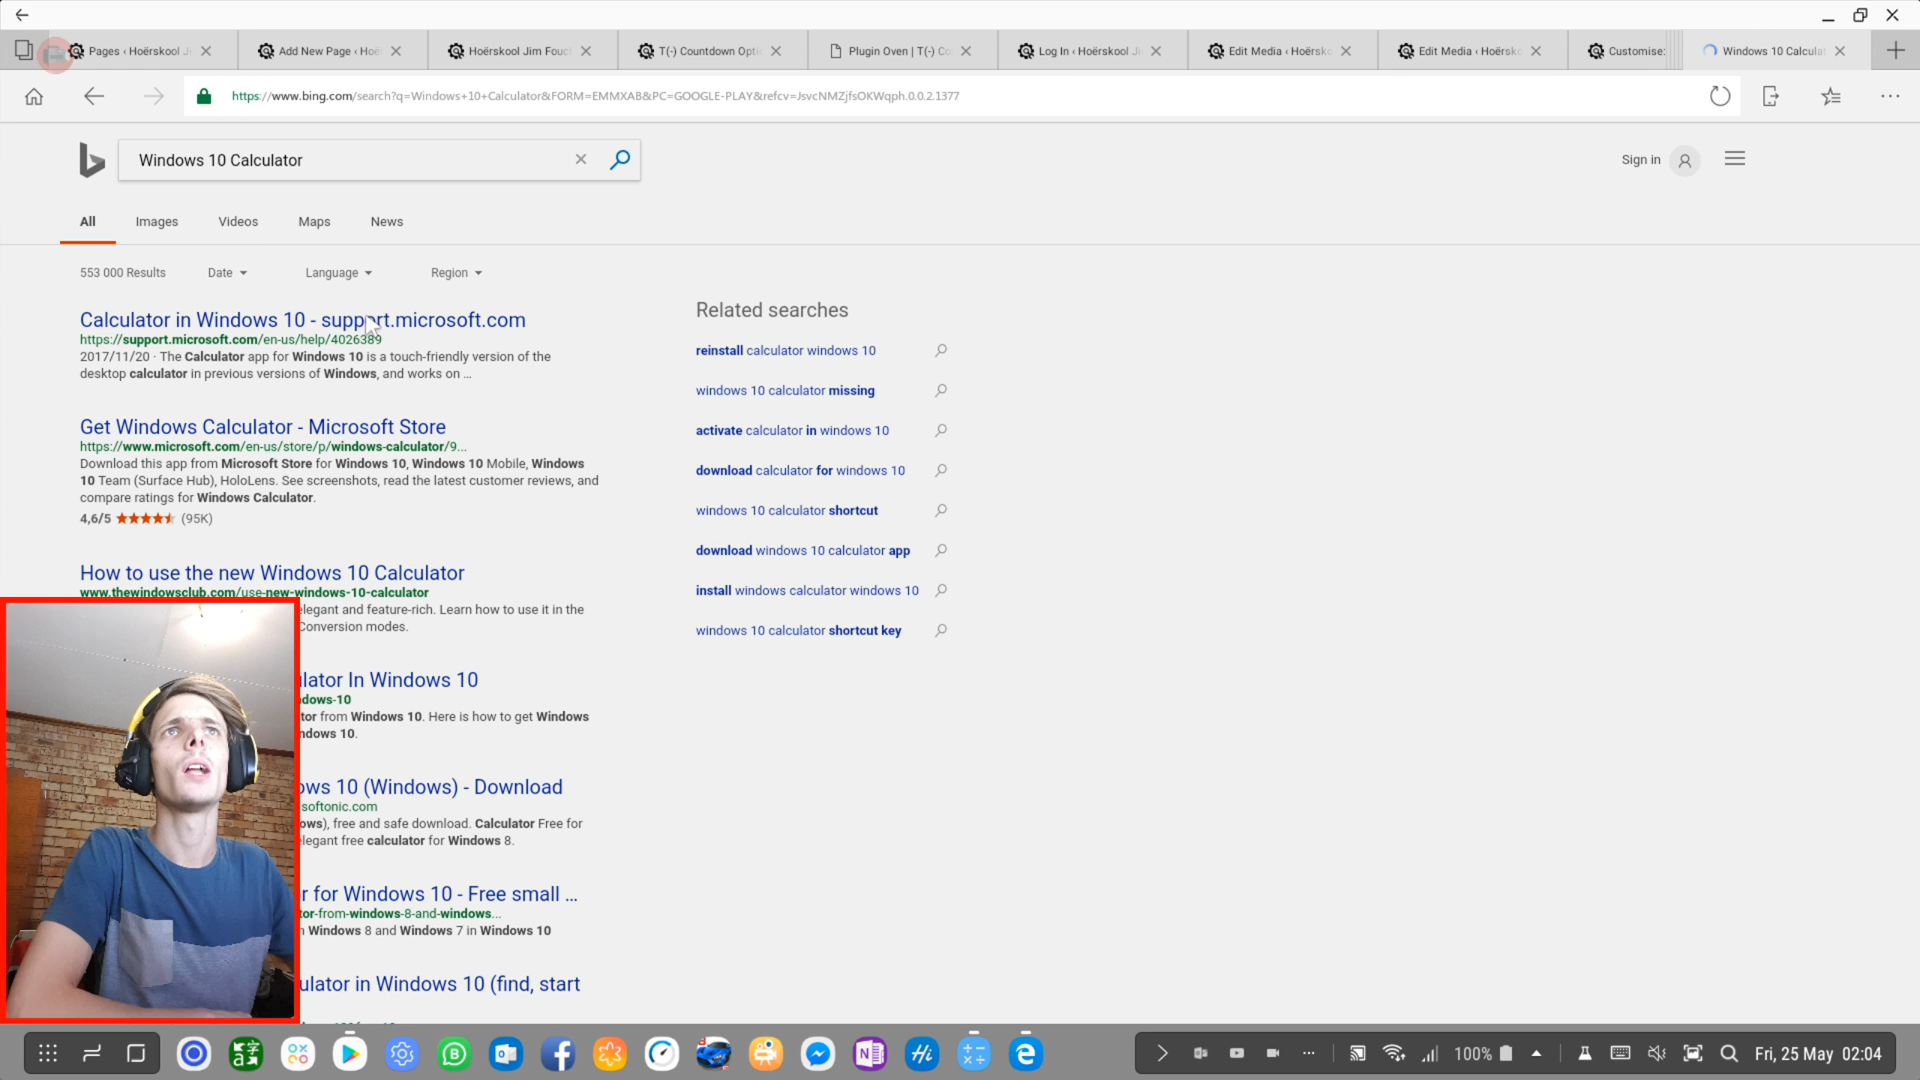 Pages ‹ Hoërskool Ji
Add New Page ‹ Hoë
Hoërskool Jim Fouc
T(-) Countdown Optio
Plugin Oven | T(-) Co
Log In ‹ Hoërskool Ji
Edit Media ‹ Hoërsko
Edit Media ‹ Hoërsko
Customise:
Windows 10 Calculat
https://www.bing.com/search?q=Windows+10+Calculator&FORM=EMMXAB&PC=GOOGLE-PLAY&refcv=JsvcNMZjfsOKWqph.0.0.2.1377
Windows 10 Calculator
Sign in
All Images Videos Maps News
553 000 Results Date Language Region
Calculator in Windows 10 - support.microsoft.com
https://support.microsoft.com/en-us/help/4026389
2017/11/20 · The Calculator app for Windows 10 is a touch-friendly version of the
desktop calculator in previous versions of Windows, and works on ...
Get Windows Calculator - Microsoft Store
https://www.microsoft.com/en-us/store/p/windows-calculator/9...
Download this app from Microsoft Store for Windows 10, Windows 10 Mobile, Windows
10 Team (Surface Hub), HoloLens. See screenshots, read the latest customer reviews, and
compare ratings for Windows Calculator.
4,6/5 (95K)
How to use the new Windows 10 Calculator
www.thewindowsclub.com/use-new-windows-10-calculator
elegant and feature-rich. Learn how to use it in the
Conversion modes.
ulator In Windows 10
dows-10
tor from Windows 10. Here is how to get Windows
ndows 10.
ows 10 (Windows) - Download
softonic.com
ows), free and safe download. Calculator Free for
elegant free calculator for Windows 8.
r for Windows 10 - Free small ...
tor-from-windows-8-and-windows...
n Windows 8 and Windows 7 in Windows 10
ulator in Windows 10 (find, start
Related searches
reinstall calculator windows 10
windows 10 calculator missing
activate calculator in windows 10
download calculator for windows 10
windows 10 calculator shortcut
download windows 10 calculator app
install windows calculator windows 10
windows 10 calculator shortcut key
Hi
100%
Fri, 25 May 02:04